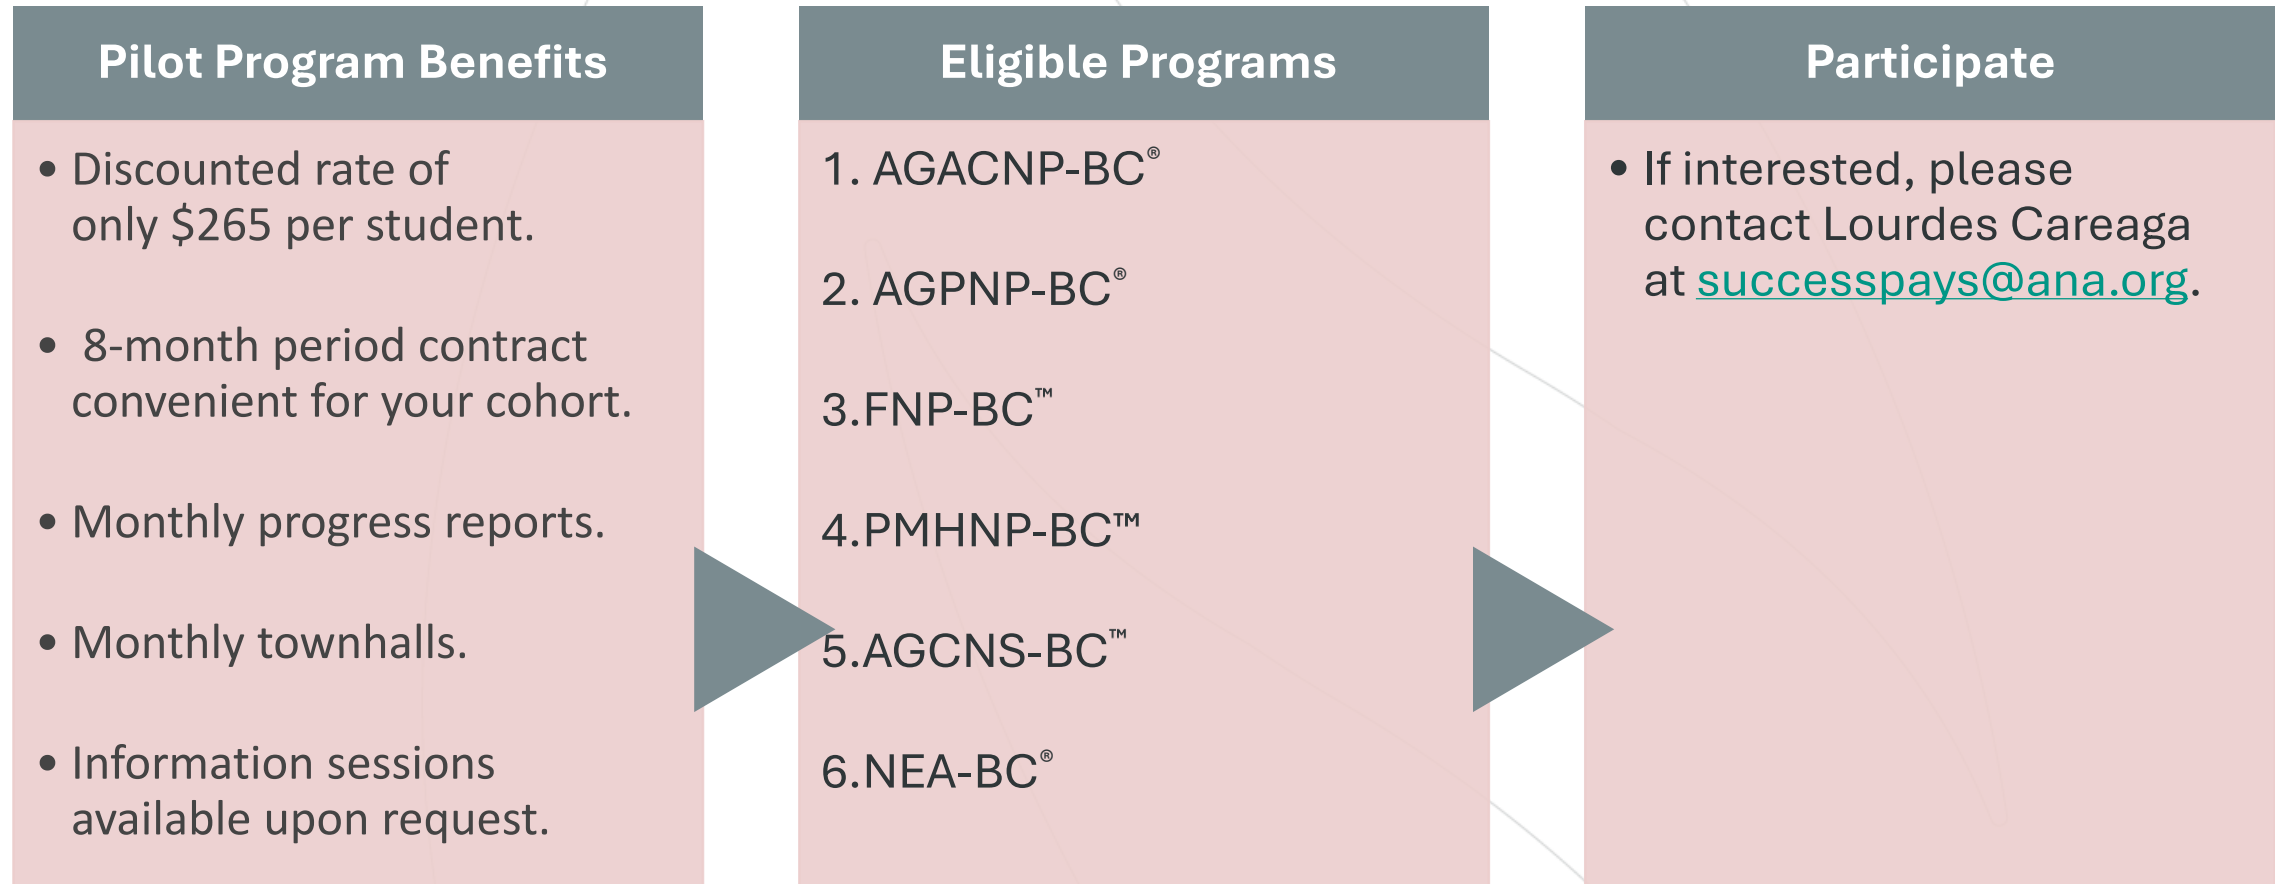 Pilot Program Benefits
• Discounted rate of
only $265 per student.
• 8-month period contract
convenient for your cohort.
• Monthly progress reports.
• Monthly townhalls.
• Information sessions
available upon request.
Eligible Programs
1. AGACNP-BC®
2. AGPNP-BC®
3.FNP-BC™
4.PMHNP-BC™
5.AGCNS-BC™
6.NEA-BC®
Participate
• If interested, please
contact Lourdes Careaga
at successpays@ana.org.